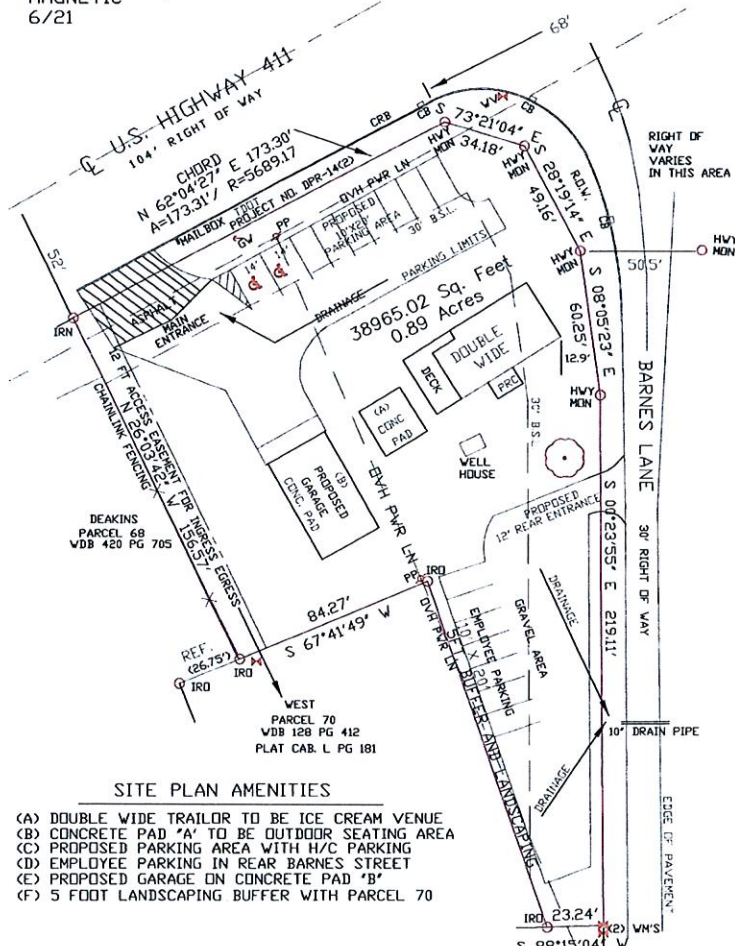 MAGNETIC
6/21
68'
℄ U.S. HIGHWAY 411
104' RIGHT OF WAY
CHORD
N 62°04'27" E 173.30'
A=173.31'/ R=5689.17
MAILBOX TDOT
PROJECT NO. DPR-14(2)
CRB
CB
WV
CB
S 73°21'04" E
34.18'
HWY
MON
HWY
MON
S 28°19'14" E
49.16'
R.O.W.
CB
℄
RIGHT OF
WAY
VARIES
IN THIS AREA
HWY
MON
50.5'
HWY
MON
52'
GV
PP
OVH PWR LN
14'
14'
PROPOSED
10'X20'
PARKING AREA
30' B.S.L.
PARKING LIMITS
DRAINAGE
ASPHALT
MAIN
ENTRANCE
IRN
38965.02 Sq. Feet
0.89 Acres
DOUBLE
WIDE
DECK
PRC
12.9'
S 08°05'23" E
60.25'
HWY
MON
(A)
CONC
PAD
WELL
HOUSE
30' B.S.L.
BARNES LANE
30' RIGHT OF WAY
12 FT ACCESS EASEMENT FOR INGRESS EGRESS
N 26°03'42" W 156.57'
CHAINLINK FENCING
(B)
PROPOSED
GARAGE
CONC. PAD
OVH PWR LN
PROPOSED
12' REAR ENTRANCE
S 00°23'55" E 219.11'
DEAKINS
PARCEL 68
WDB 420 PG 705
PP
IRO
OVH PWR LN
84.27'
S 67°41'49" W
REF.
(26.75')
IRO
IRO
EMPLOYEE PARKING
10' X 20'
GRAVEL AREA
DRAINAGE
5FT BUFFER AND LANDSCAPING
WEST
PARCEL 70
WDB 128 PG 412
PLAT CAB. L PG 181
10" DRAIN PIPE
DRAINAGE
EDGE OF PAVEMENT
SITE PLAN AMENITIES
(A) DOUBLE WIDE TRAILOR TO BE ICE CREAM VENUE
(B) CONCRETE PAD "A" TO BE OUTDOOR SEATING AREA
(C) PROPOSED PARKING AREA WITH H/C PARKING
(D) EMPLOYEE PARKING IN REAR BARNES STREET
(E) PROPOSED GARAGE ON CONCRETE PAD "B"
(F) 5 FOOT LANDSCAPING BUFFER WITH PARCEL 70
IRO
23.24'
(2) WM'S